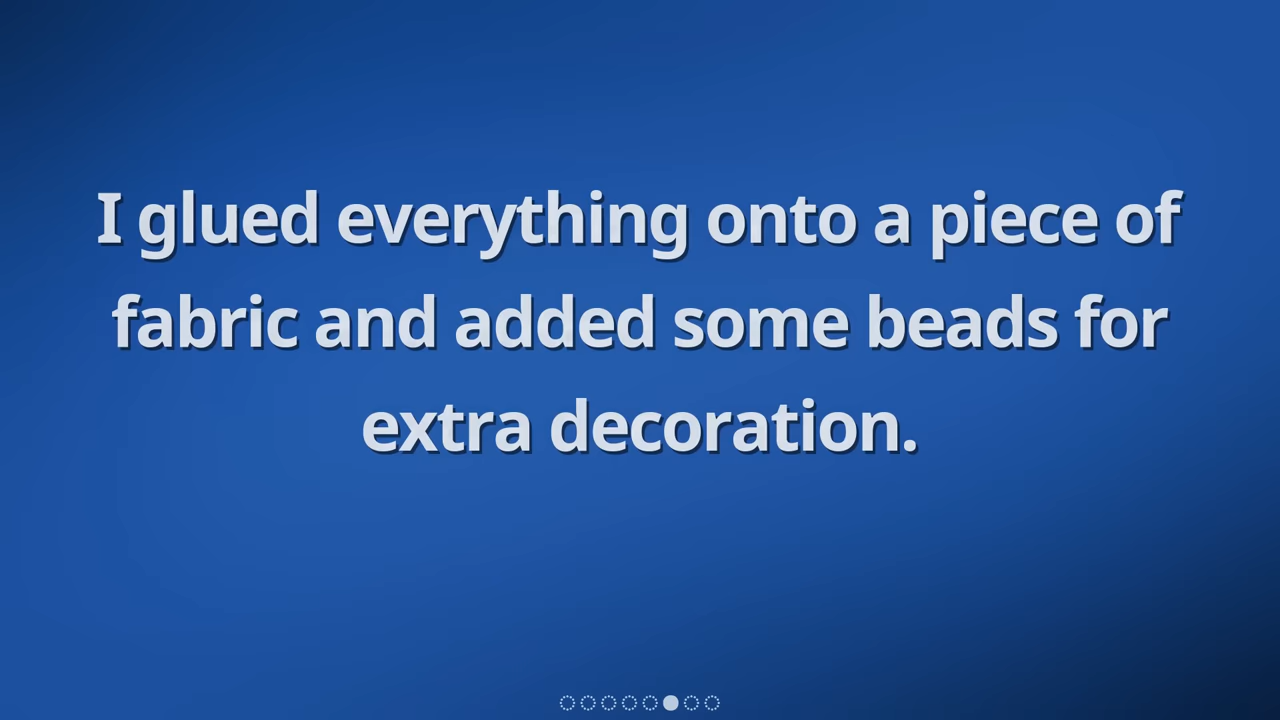 I glued everything onto a piece of
fabric and added some beads for
extra decoration.